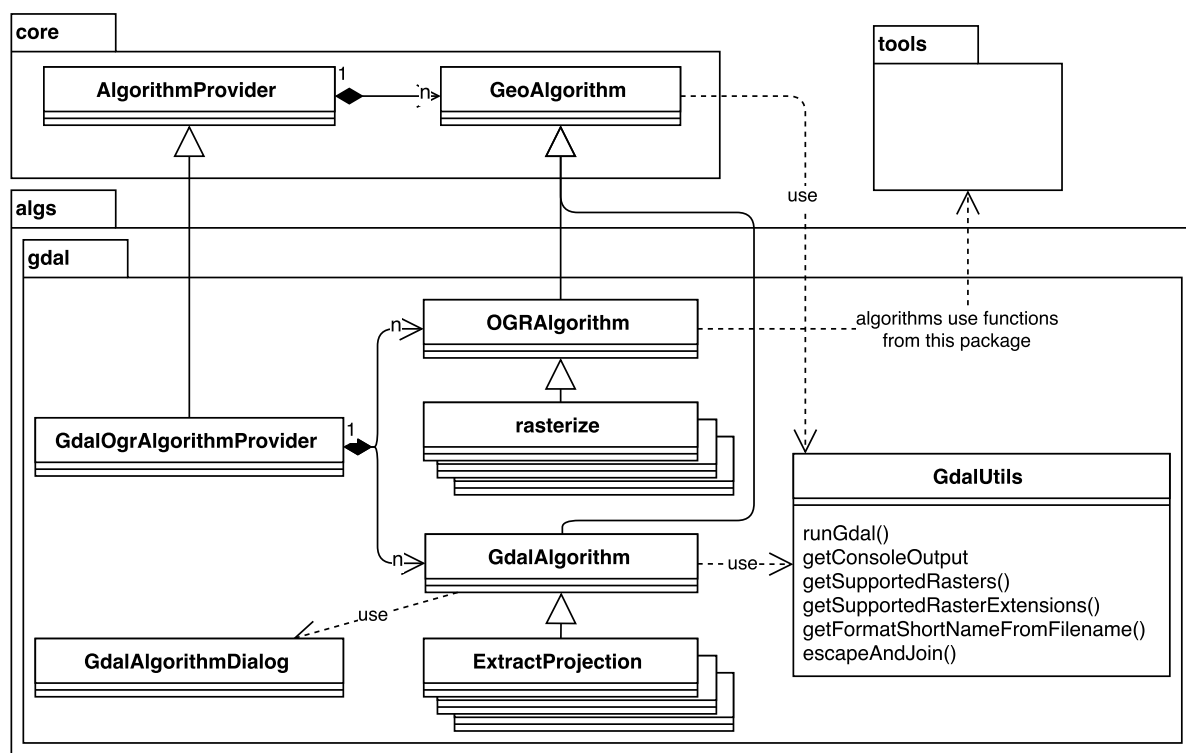 core
tools
AlgorithmProvider
1
n
GeoAlgorithm
use
algs
gdal
OGRAlgorithm
n
algorithms use functions
from this package
rasterize
GdalOgrAlgorithmProvider
1
GdalUtils
runGdal()
getConsoleOutput
getSupportedRasters()
getSupportedRasterExtensions()
getFormatShortNameFromFilename()
escapeAndJoin()
n
GdalAlgorithm
use
use
GdalAlgorithmDialog
ExtractProjection